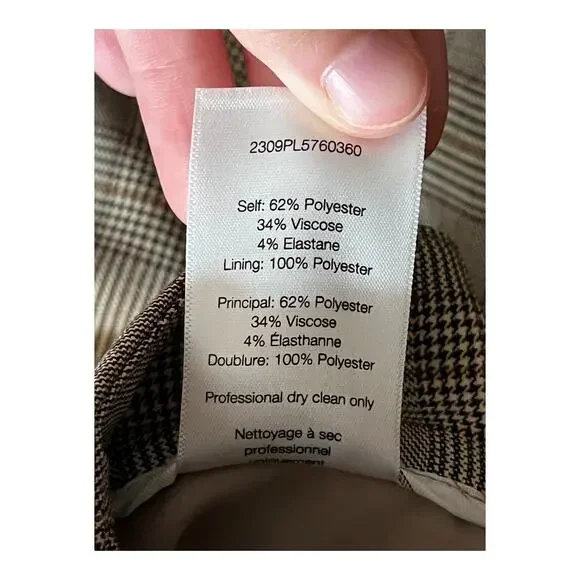 2309PL5760360
Self: 62% Polyester
34% Viscose
4% Elastane
Lining: 100% Polyester
Principal: 62% Polyester
34% Viscose
4% Élasthanne
Doublure: 100% Polyester
Professional dry clean only
Nettoyage à sec
professionnel
uniquement